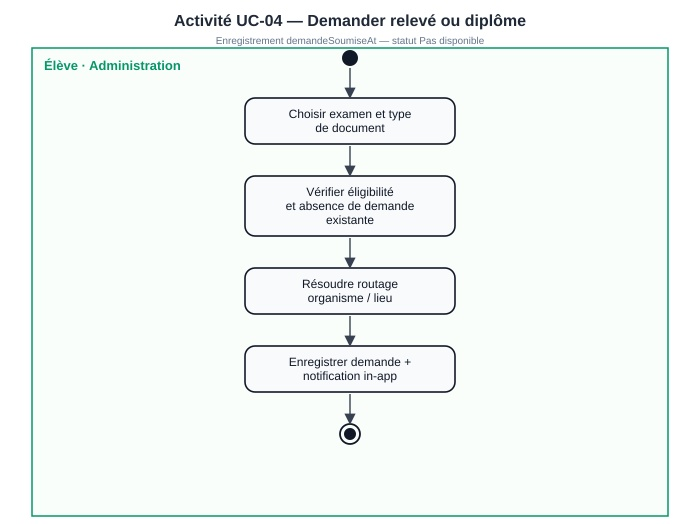 Activité UC-04 — Demander relevé ou diplôme
Enregistrement demandeSoumiseAt — statut Pas disponible
Élève · Administration
Choisir examen et type
de document
Vérifier éligibilité
et absence de demande
existante
Résoudre routage
organisme / lieu
Enregistrer demande +
notification in-app